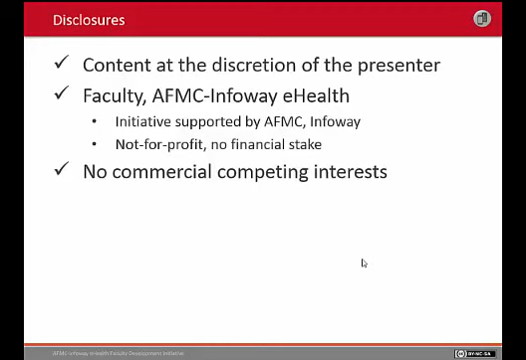 Disclosures
Content at the discretion of the presenter
Faculty, AFMC-Infoway eHealth
Initiative supported by AFMC, Infoway
Not-for-profit, no financial stake
No commercial competing interests
AFMC-Infoway eHealth Faculty Development Initiative
BY-NC-SA